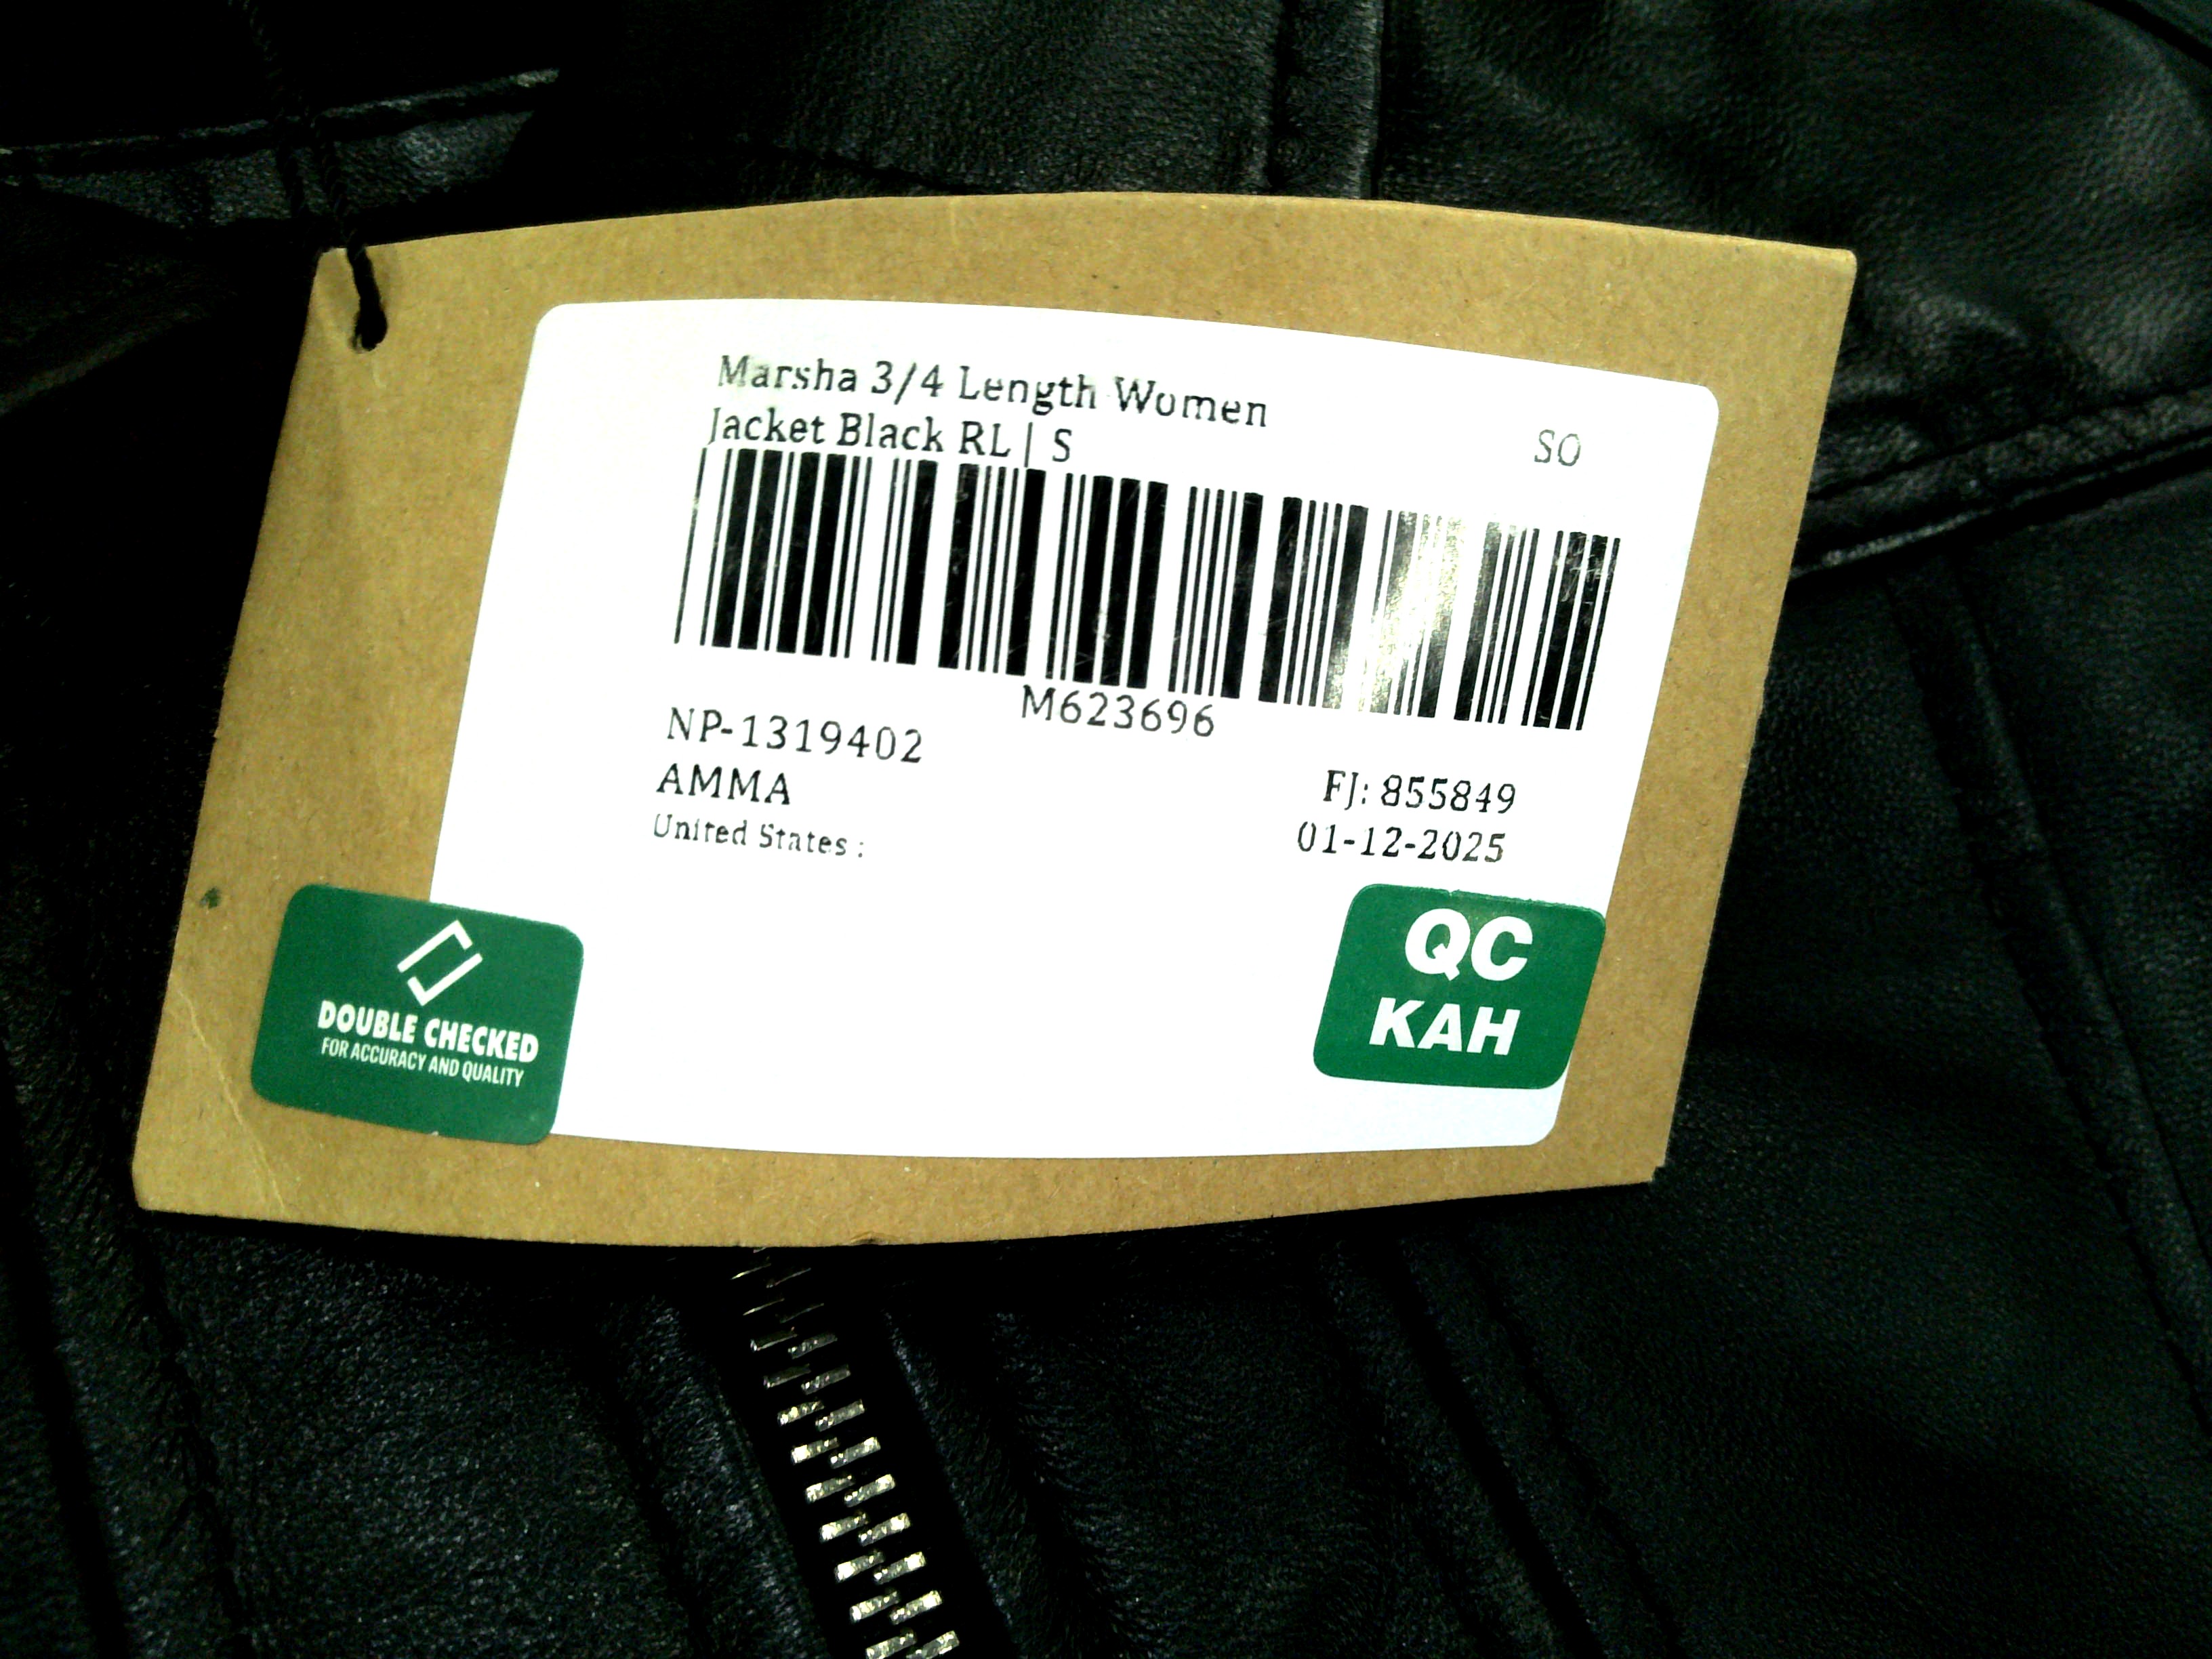 Marsha 3/4 Length Women
Jacket Black RL | S
SO
M623696
NP-1319402
AMMA
United States :
FJ: 855849
01-12-2025
DOUBLE CHECKED
FOR ACCURACY AND QUALITY
QC
KAH